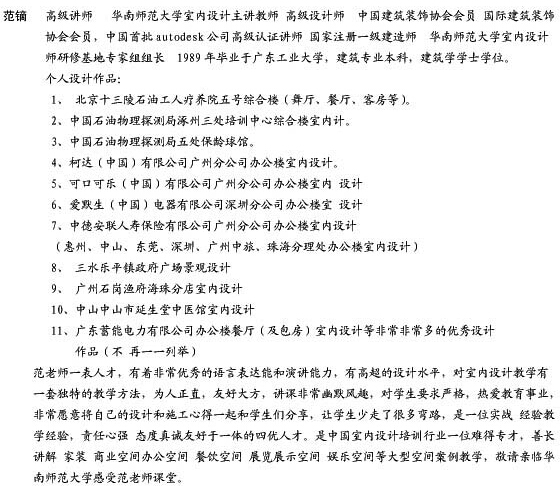 范镝 高级讲师 华南师范大学室内设计主讲教师 高级设计师 中国建筑装饰协会会员 国际建筑装饰
协会会员，中国首批autodesk公司高级认证讲师 国家注册一级建造师 华南师范大学室内设计
师研修基地专家组组长 1989年毕业于广东工业大学，建筑专业本科，建筑学学士学位。
个人设计作品：
1、 北京十三陵石油工人疗养院五号综合楼（舞厅、餐厅、客房等）。
2、中国石油物理探测局涿州三处培训中心综合楼室内计。
3、中国石油物理探测局五处保龄球馆。
4、柯达（中国）有限公司广州分公司办公楼室内设计。
5、可口可乐（中国）有限公司广州分公司办公楼室内 设计
6、爱默生（中国）电器有限公司深圳分公司办公室 设计
7、中德安联人寿保险有限公司广州分公司办公楼室内设计
（惠州、中山、东莞、深圳、广州中旅、珠海分理处办公楼室内设计）
8、 三水乐平镇政府广场景观设计
9、 广州石岗渔府海珠分店室内设计
10、中山中山市延生堂中医馆室内设计
11、广东蓄能电力有限公司办公楼餐厅（及包房）室内设计等非常非常多的优秀设计
作品（不 再一一列举）
范老师一表人才，有着非常优秀的语言表达能和演讲能力，有高超的设计水平，对室内设计教学有
一套独特的教学方法，为人正直，友好大方，讲课非常幽默风趣，对学生要求严格，热爱教育事业，
非常愿意将自己的设计和施工心得一起和学生们分享，让学生少走了很多弯路，是一位实战 经验教
学经验，责任心强 态度真诚友好于一体的四优人才。是中国室内设计培训行业一位难得专才，善长
讲解 家装 商业空间办公空间 餐饮空间 展览展示空间 娱乐空间等大型空间案例教学，敬请亲临华
南师范大学感受范老师课堂。